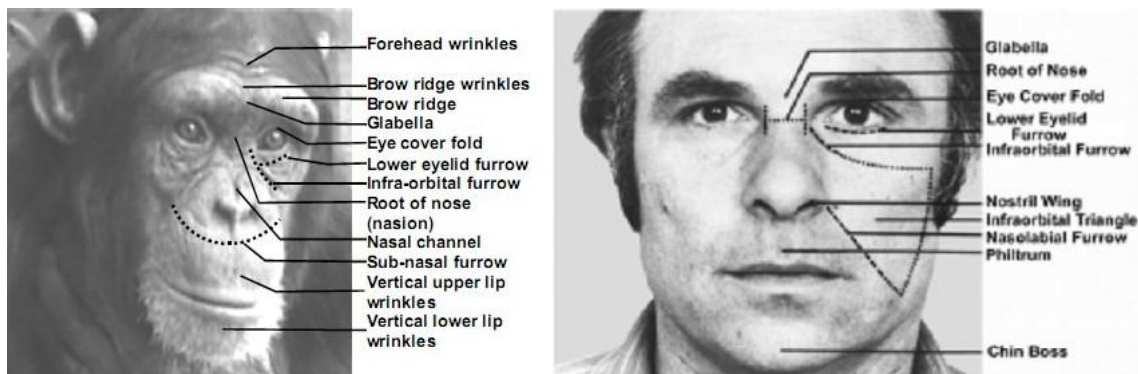 Forehead wrinkles
Brow ridge wrinkles
Brow ridge
Glabella
Eye cover fold
Lower eyelid furrow
Infra-orbital furrow
Root of nose
(nasion)
Nasal channel
Sub-nasal furrow
Vertical upper lip
wrinkles
Vertical lower lip
wrinkles
Glabella
Root of Nose
Eye Cover Fold
Lower Eyelid
Furrow
Infraorbital Furrow
Nostril Wing
Infraorbital Triangle
Nasolabial Furrow
Philtrum
Chin Boss